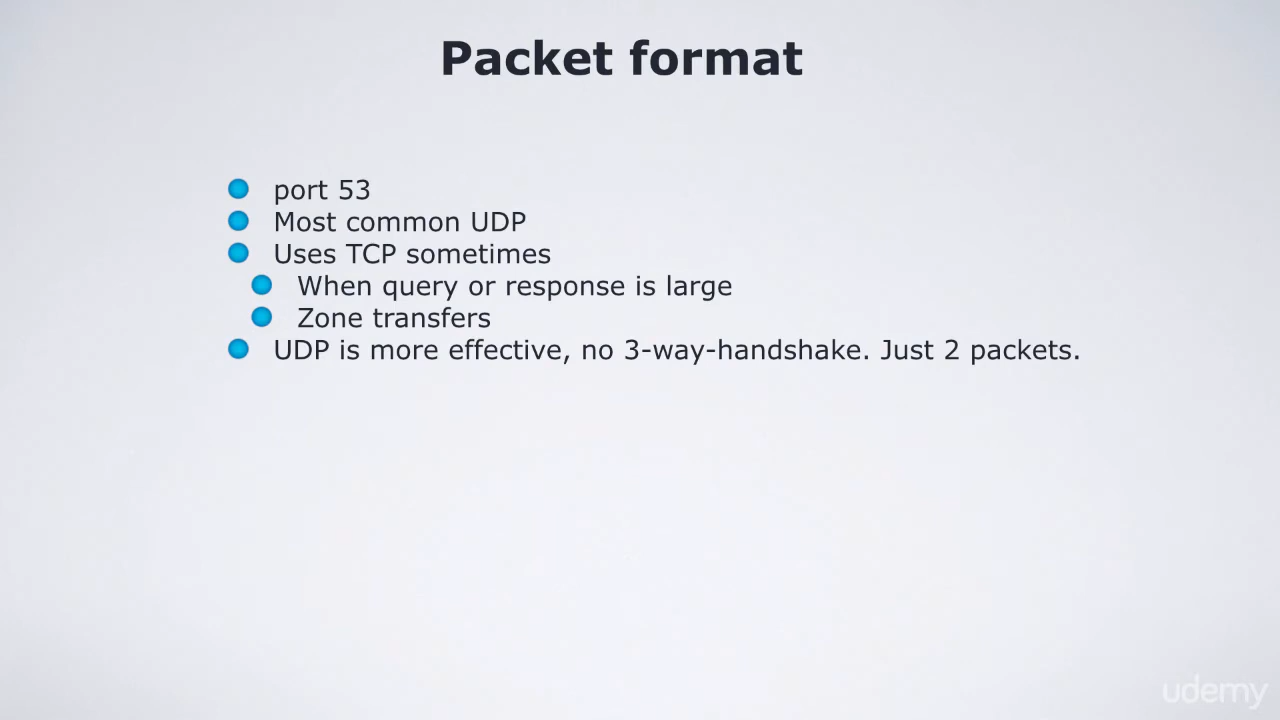 Packet format
port 53
Most common UDP
Uses TCP sometimes
When query or response is large
Zone transfers
UDP is more effective, no 3-way-handshake. Just 2 packets.
udemy